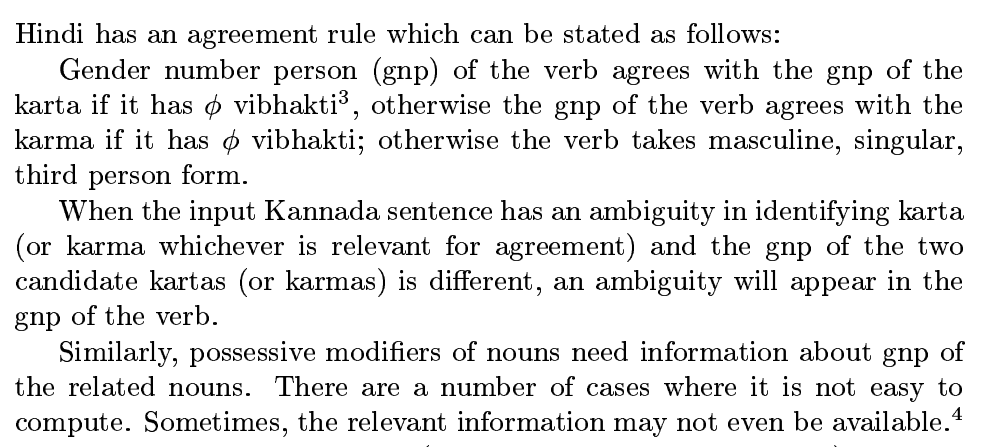 Hindi has an agreement rule which can be stated as follows:
Gender number person (gnp) of the verb agrees with the gnp of the
karta if it has ϕ vibhakti³, otherwise the gnp of the verb agrees with the
karma if it has ϕ vibhakti; otherwise the verb takes masculine, singular,
third person form.
When the input Kannada sentence has an ambiguity in identifying karta
(or karma whichever is relevant for agreement) and the gnp of the two
candidate kartas (or karmas) is different, an ambiguity will appear in the
gnp of the verb.
Similarly, possessive modifiers of nouns need information about gnp of
the related nouns. There are a number of cases where it is not easy to
compute. Sometimes, the relevant information may not even be available.⁴